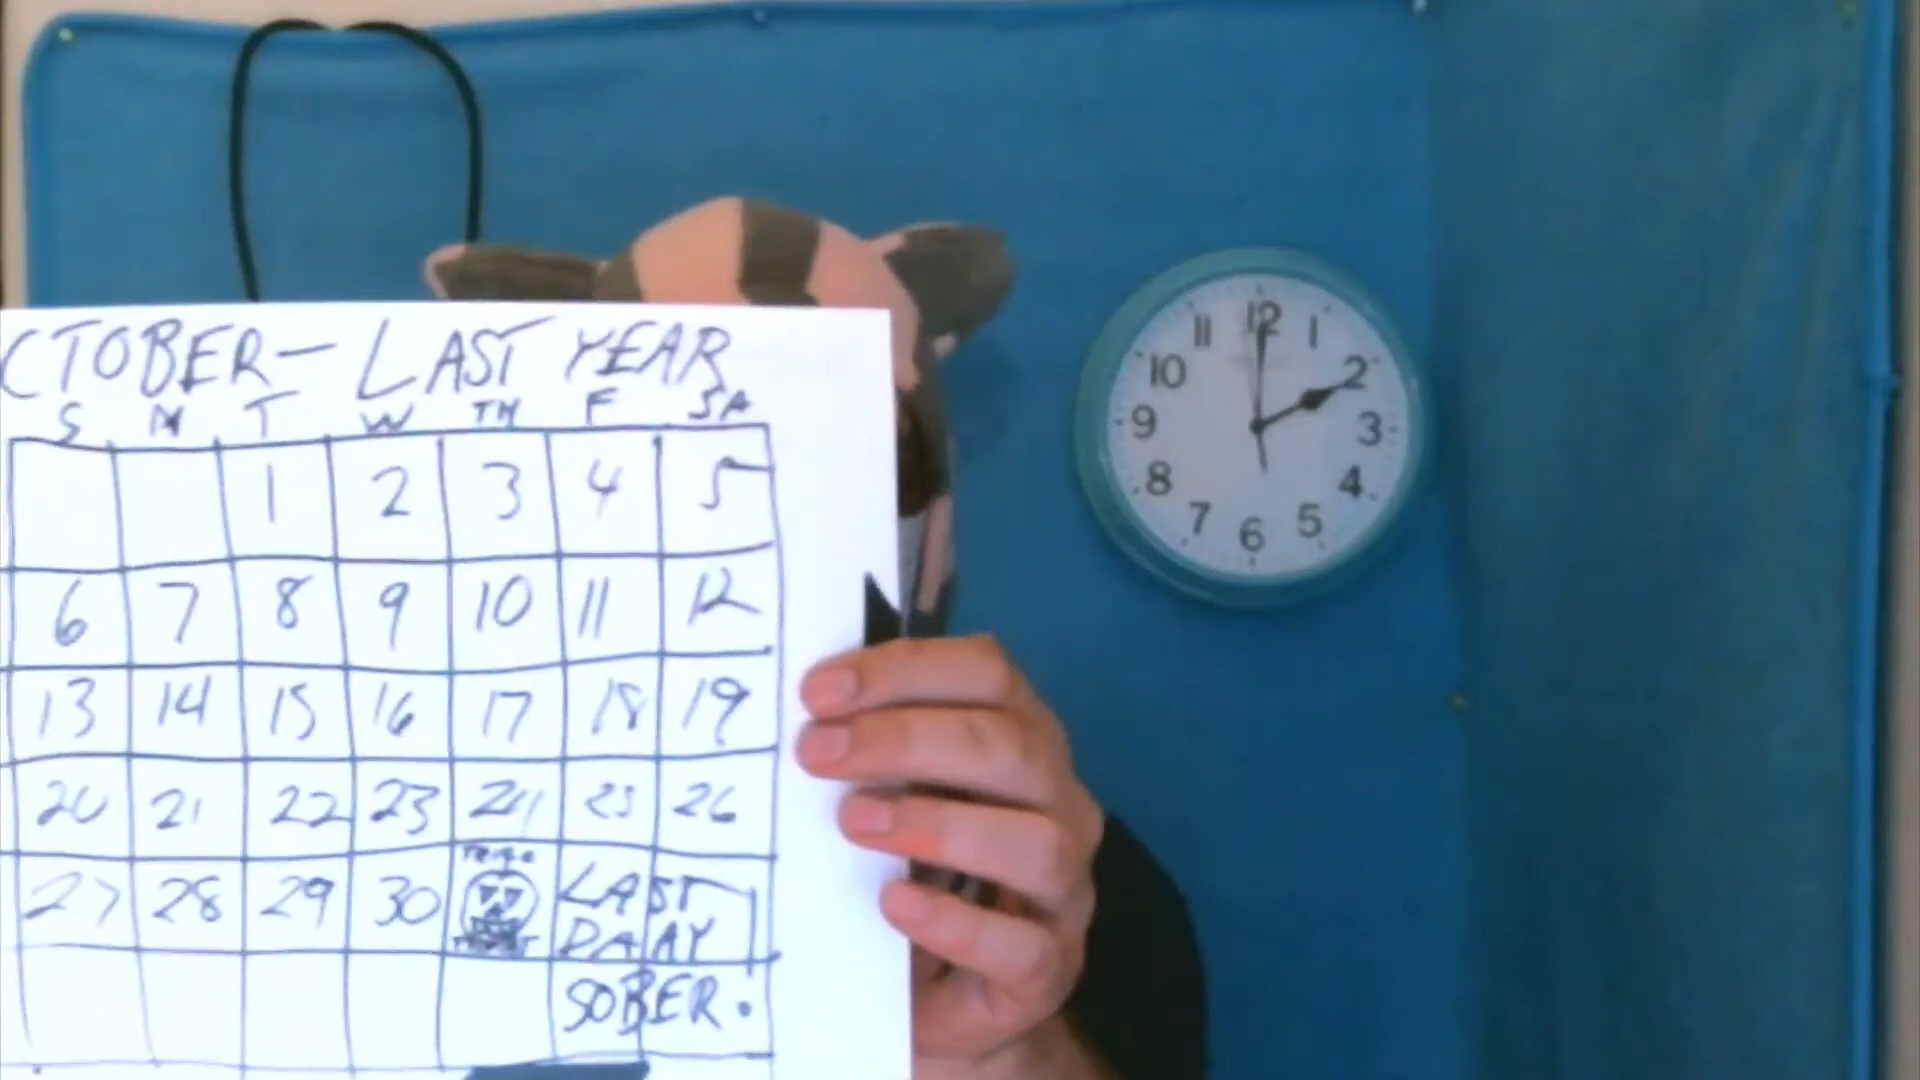 CTOBER - LAST YEAR
S M T W TH F SA
1 2 3 4 5
6 7 8 9 10 11 12
13 14 15 16 17 18 19
20 21 22 23 24 25 26
27 28 29 30 LAST
DAAY !
SOBER
12
11 1
10 2
9 3
8 4
7 5
6